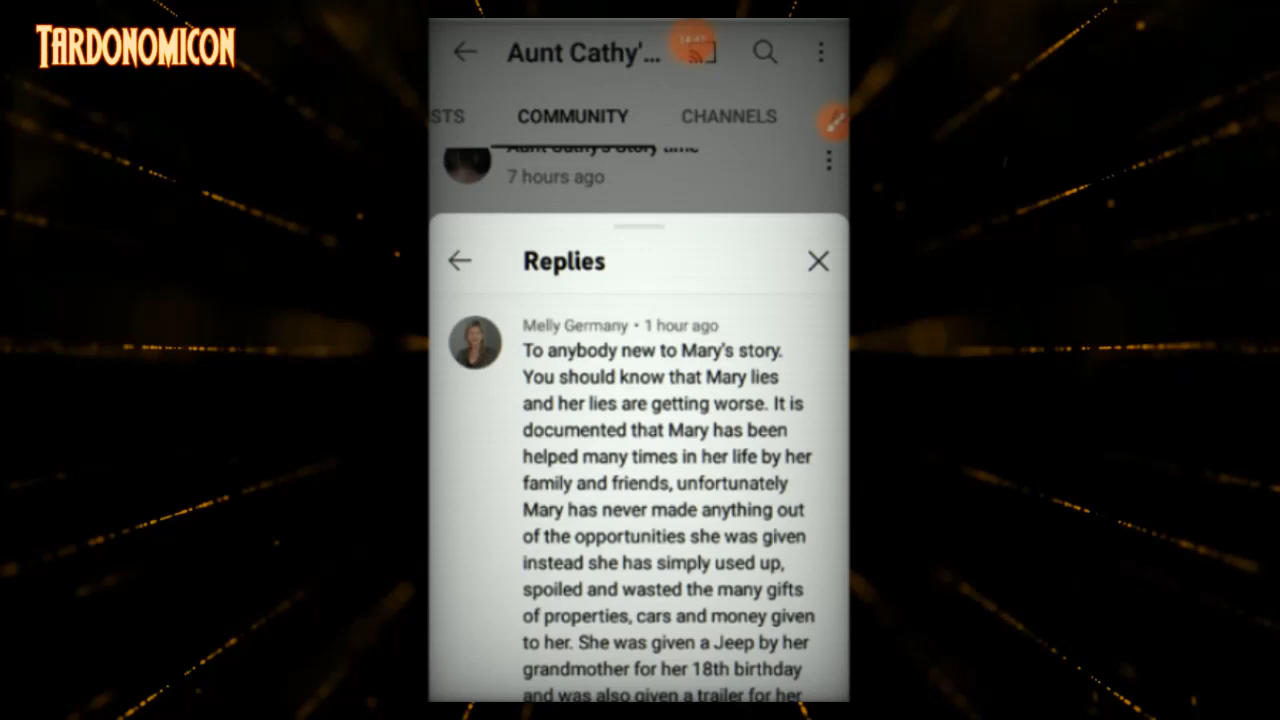 TARDONOMICON
Aunt Cathy'...
STS COMMUNITY CHANNELS
Aunt Cathy's Story time
7 hours ago
Replies
Melly Germany • 1 hour ago
To anybody new to Mary's story.
You should know that Mary lies
and her lies are getting worse. It is
documented that Mary has been
helped many times in her life by her
family and friends, unfortunately
Mary has never made anything out
of the opportunities she was given
instead she has simply used up,
spoiled and wasted the many gifts
of properties, cars and money given
to her. She was given a Jeep by her
grandmother for her 18th birthday
and was also given a trailer for her